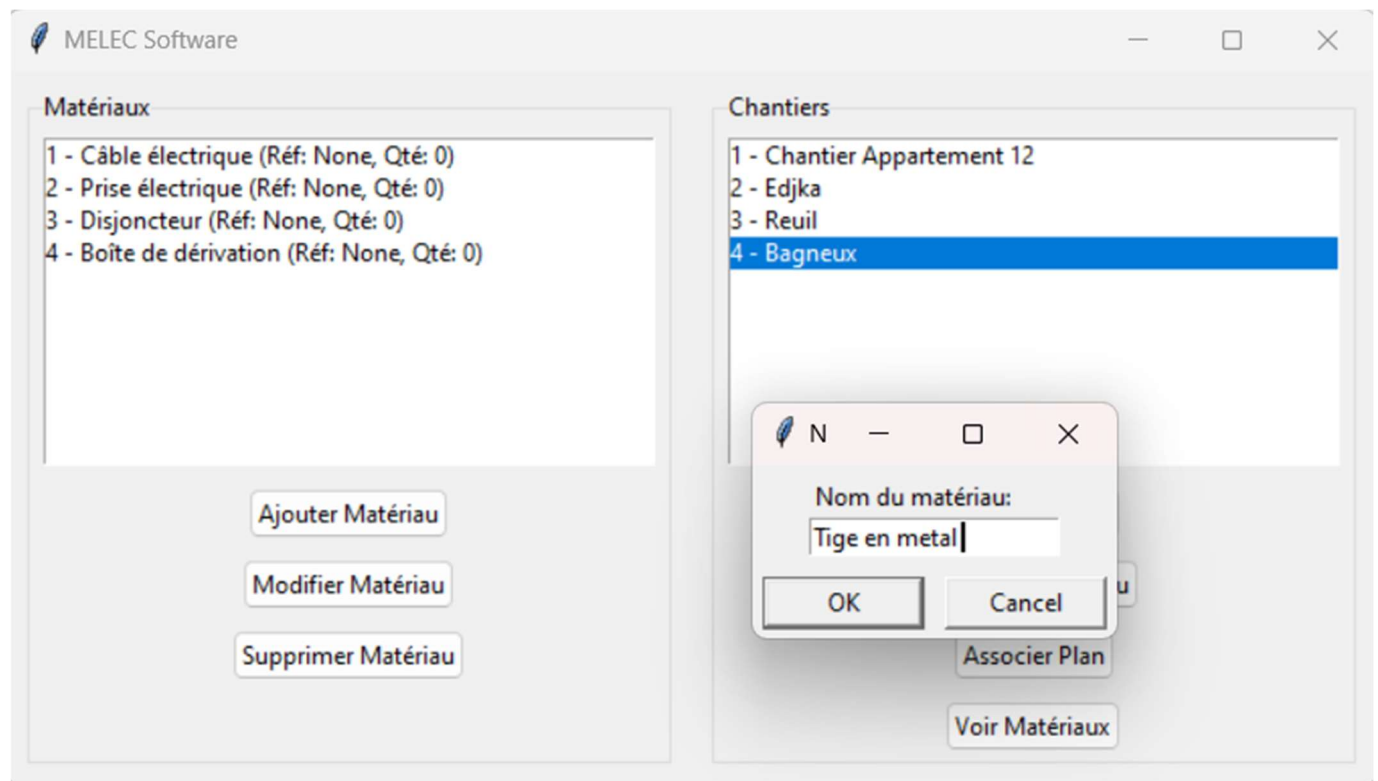 MELEC Software
Matériaux
1 - Câble électrique (Réf: None, Qté: 0)
2 - Prise électrique (Réf: None, Qté: 0)
3 - Disjoncteur (Réf: None, Qté: 0)
4 - Boîte de dérivation (Réf: None, Qté: 0)
Ajouter Matériau
Modifier Matériau
Supprimer Matériau
Chantiers
1 - Chantier Appartement 12
2 - Edjka
3 - Reuil
4 - Bagneux
N
Nom du matériau:
Tige en metal
OK
Cancel
u
Associer Plan
Voir Matériaux